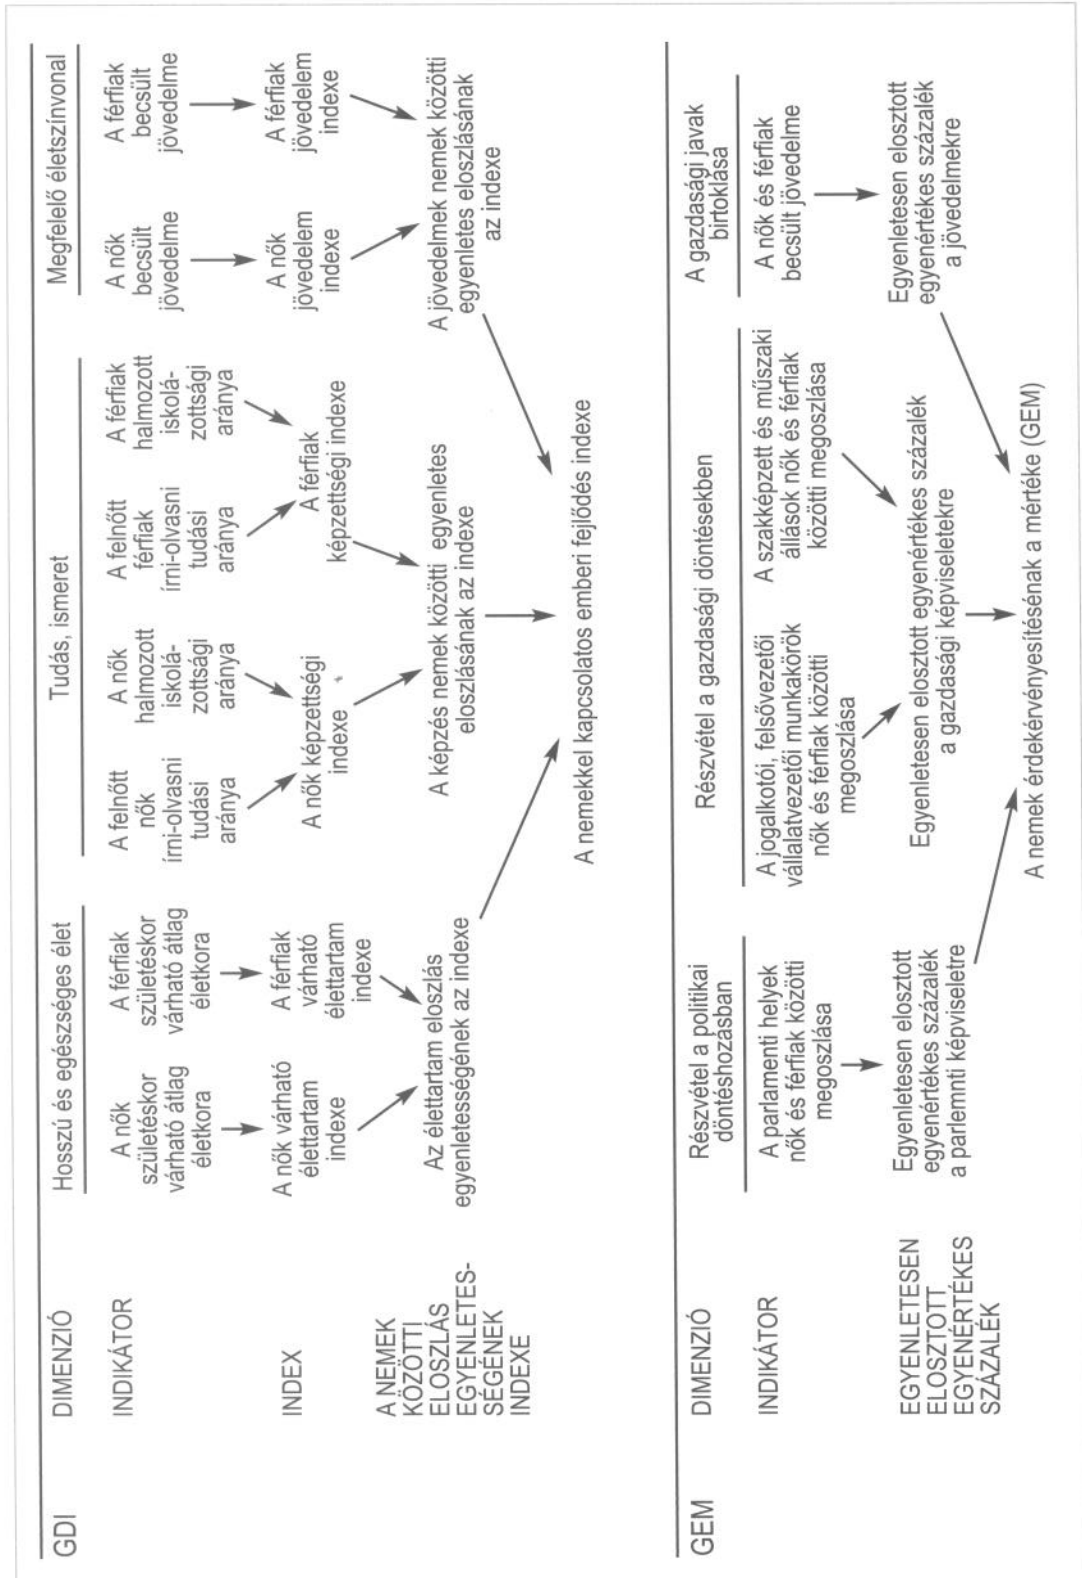 GDI
DIMENZIÓ
Hosszú és egészséges élet
Tudás, ismeret
Megfelelő életszínvonal
INDIKÁTOR
A nők
születéskor
várható átlag
életkora
A férfiak
születéskor
várható átlag
életkora
A felnőtt
nők
írni-olvasni
tudási
aránya
A nők
halmozott
iskolá-
zottsági
aránya
A felnőtt
férfiak
írni-olvasni
tudási
aránya
A férfiak
halmozott
iskolá-
zottsági
aránya
A nők
becsült
jövedelme
A férfiak
becsült
jövedelme
INDEX
A nők várható
élettartam
indexe
A férfiak
várható
élettartam
indexe
A nők képzettségi
indexe
A férfiak
képzettségi indexe
A nők
jövedelem
indexe
A férfiak
jövedelem
indexe
A NEMEK
KÖZÖTTI
ELOSZLÁS
EGYENLETES-
SÉGÉNEK
INDEXE
Az élettartam eloszlás
egyenletességének az indexe
A képzés nemek közötti egyenletes
eloszlásának az indexe
A jövedelmek nemek közötti
egyenletes eloszlásának
az indexe
A nemekkel kapcsolatos emberi fejlődés indexe
GEM
DIMENZIÓ
Részvétel a politikai
döntéshozásban
Részvétel a gazdasági döntésekben
A gazdasági javak
birtoklása
INDIKÁTOR
A parlamenti helyek
nők és férfiak közötti
megoszlása
A jogalkotói, felsővezetői
vállalatvezetői munkakörök
nők és férfiak közötti
megoszlása
A szakképzett és műszaki
állások nők és férfiak
közötti megoszlása
A nők és férfiak
becsült jövedelme
EGYENLETESEN
ELOSZTOTT
EGYENÉRTÉKES
SZÁZALÉK
Egyenletesen elosztott
egyenértékes százalék
a parlemnti képviseletre
Egyenletesen elosztott egyenértékes százalék
a gazdasági képviseletekre
Egyenletesen elosztott
egyenértékes százalék
a jövedelmekre
A nemek érdekérvényesítésének a mértéke (GEM)